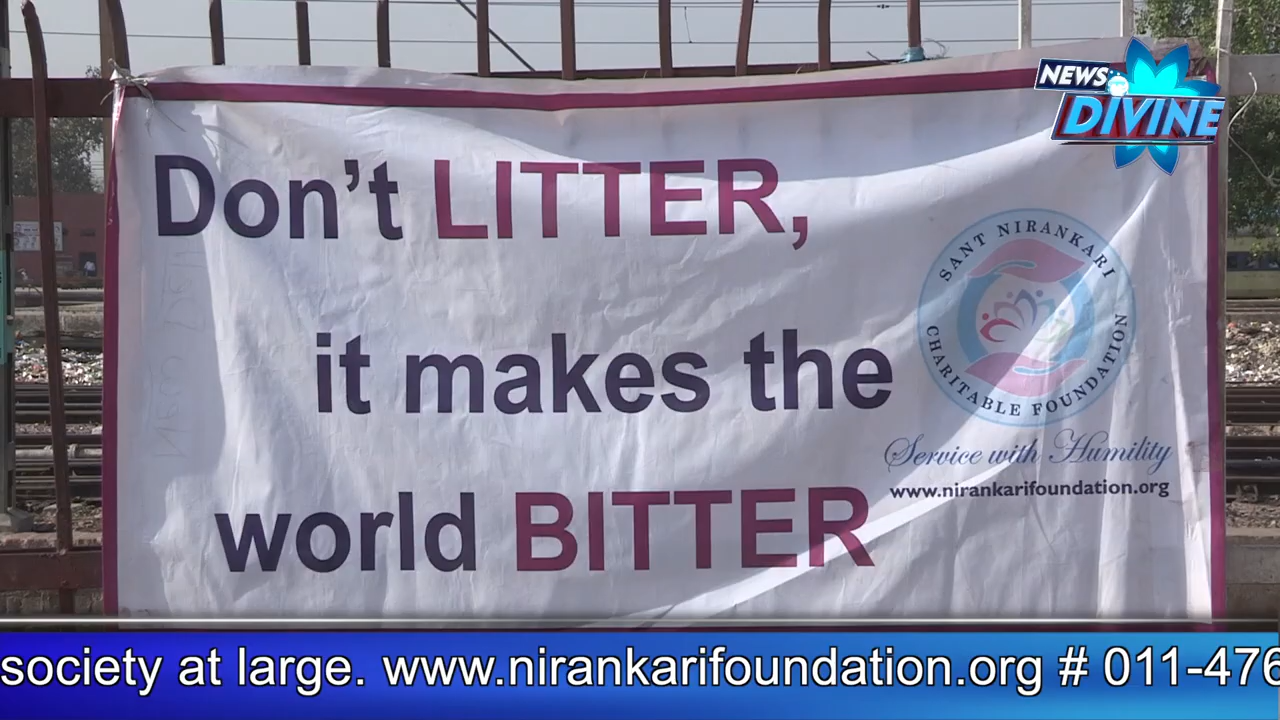 NEWS
DIVINE
Don't LITTER,
it makes the
world BITTER
SANT NIRANKARI
CHARITABLE FOUNDATION
Service with Humility
www.nirankarifoundation.org
society at large. www.nirankarifoundation.org # 011-476